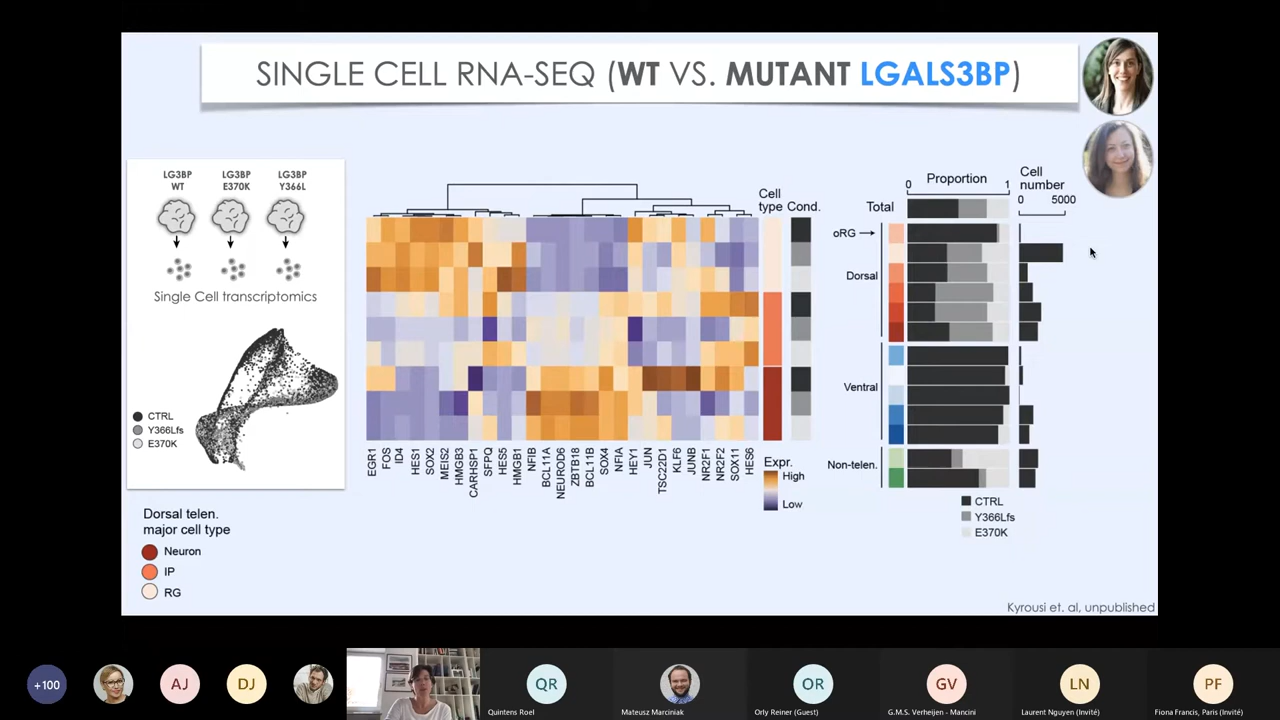 SINGLE CELL RNA-SEQ (WT VS. MUTANT LGALS3BP)
LG3BP WT
LG3BP E370K
LG3BP Y366L
Single Cell transcriptomics
CTRL
Y366Lfs
E370K
Dorsal telen.
major cell type
Neuron
IP
RG
Cell type
Cond.
EGR1
FOS
ID4
HES1
SOX2
MEIS2
HMGB3
CARHSP1
SFPQ
HES5
HMGB1
NFIB
BCL11A
NEUROD6
ZBTB18
BCL11B
SOX4
NFIA
HEY1
JUN
TSC22D1
KLF6
JUNB
NR2F1
NR2F2
SOX11
HES6
Expr.
High
Low
Proportion
0 1
Cell number
0 5000
Total
oRG →
Dorsal
Ventral
Non-telen.
CTRL
Y366Lfs
E370K
Kyrousi et. al, unpublished
+100
AJ
DJ
QR
Quintens Roel
Mateusz Marciniak
OR
Orly Reiner (Guest)
GV
G.M.S. Verheijen - Mancini
LN
Laurent Nguyen (Invité)
PF
Fiona Francis, Paris (Invité)